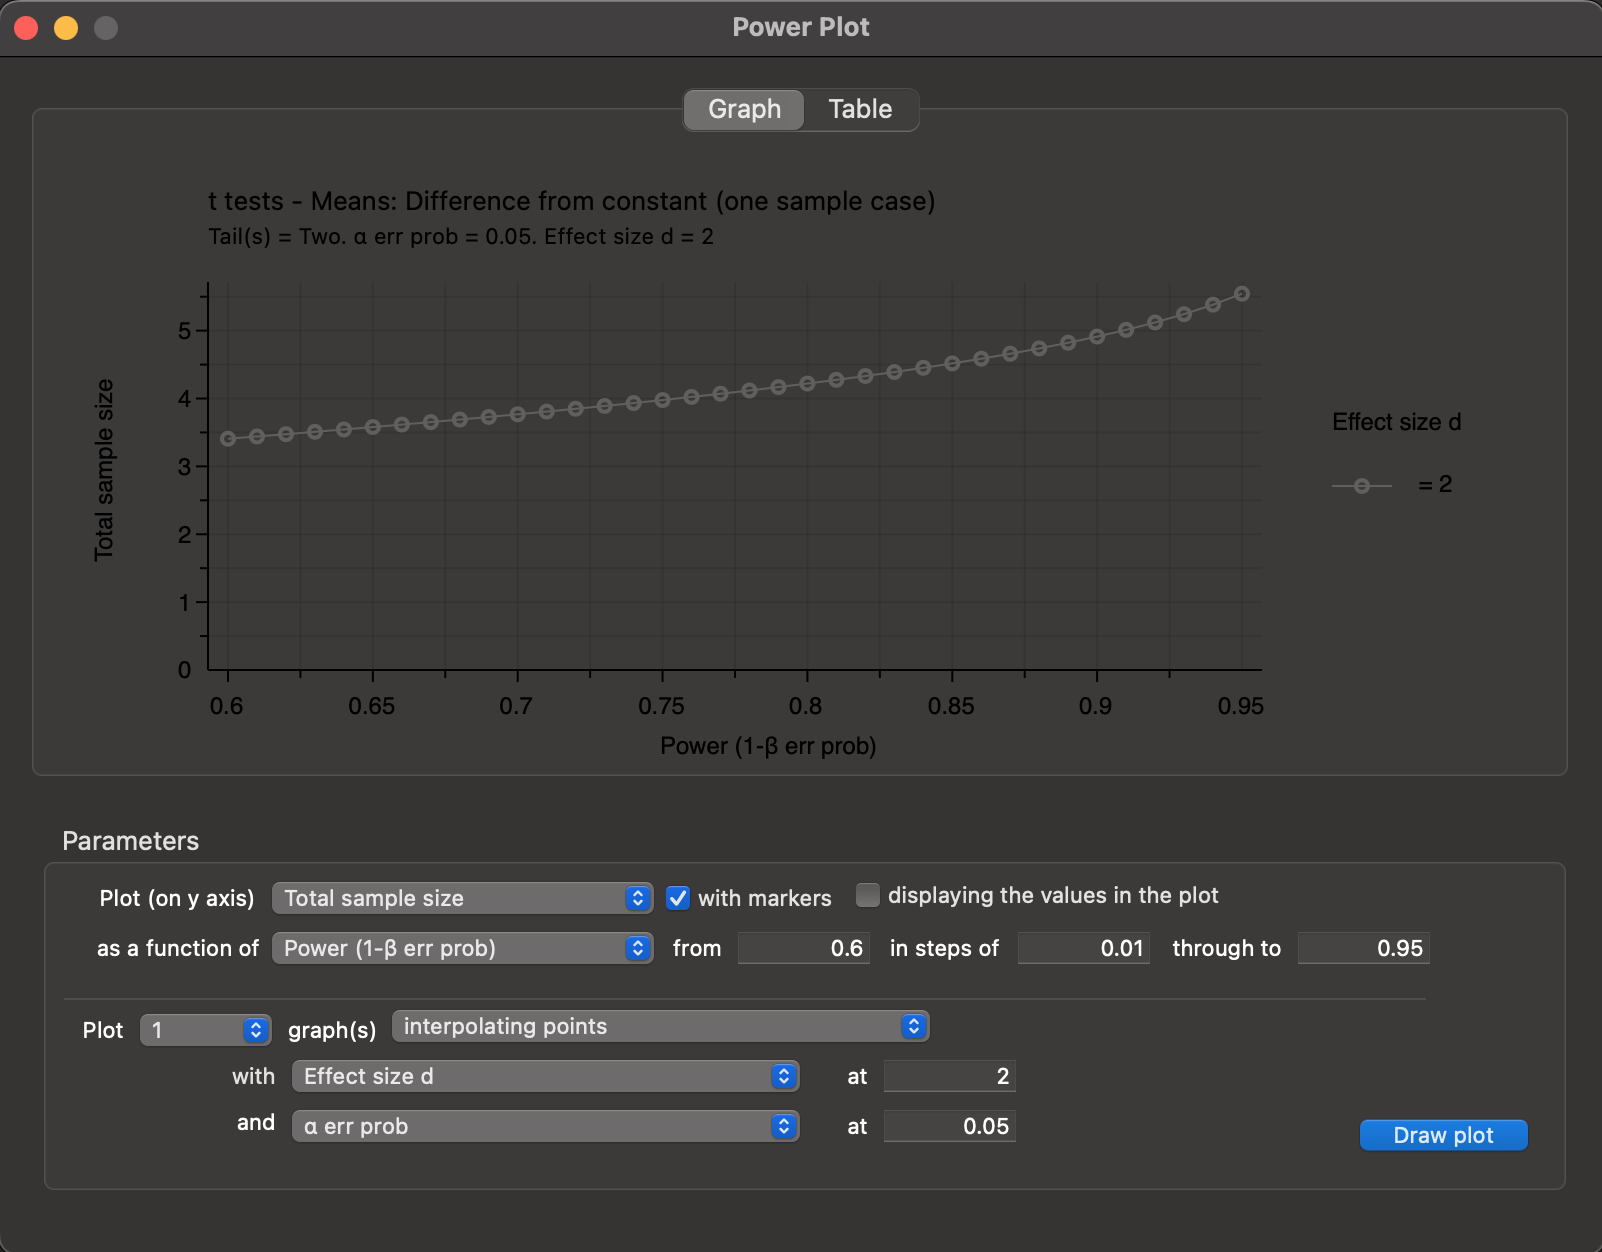 Power Plot
Graph Table
t tests - Means: Difference from constant (one sample case)
Tail(s) = Two. α err prob = 0.05. Effect size d = 2
Total sample size
5
4
3
2
1
0
0.6 0.65 0.7 0.75 0.8 0.85 0.9 0.95
Power (1-β err prob)
Effect size d
= 2
Parameters
Plot (on y axis) Total sample size with markers displaying the values in the plot
as a function of Power (1-β err prob) from 0.6 in steps of 0.01 through to 0.95
Plot 1 graph(s) interpolating points
with Effect size d at 2
and α err prob at 0.05
Draw plot